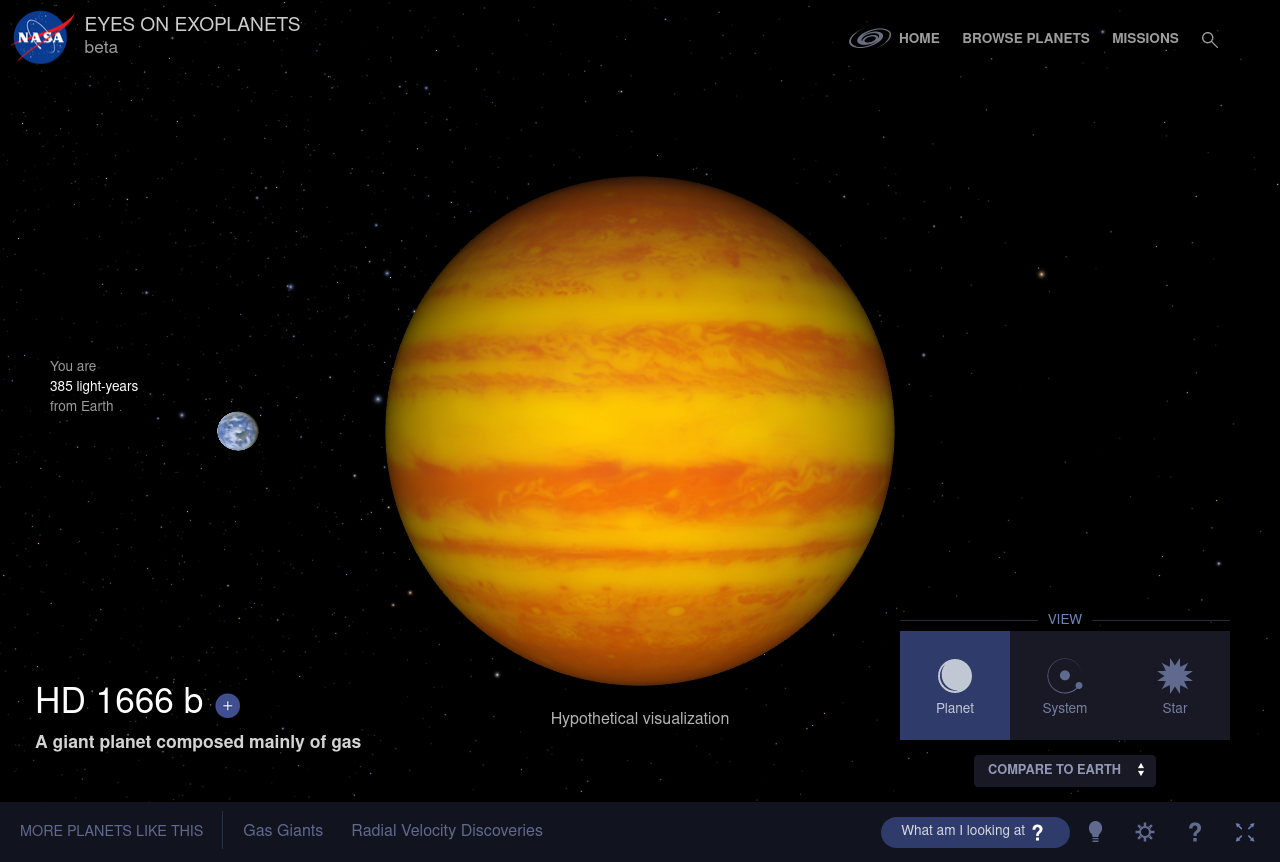 NASA
EYES ON EXOPLANETS
beta
HOME
BROWSE PLANETS
MISSIONS
You are
385 light-years
from Earth
HD 1666 b +
A giant planet composed mainly of gas
Hypothetical visualization
VIEW
Planet
System
Star
COMPARE TO EARTH
MORE PLANETS LIKE THIS
Gas Giants
Radial Velocity Discoveries
What am I looking at ?
?